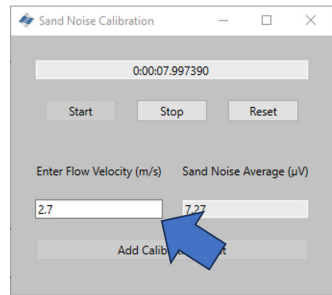 Sand Noise Calibration
0:00:07.997390
Start Stop Reset
Enter Flow Velocity (m/s) Sand Noise Average (µV)
2.7 7.27
Add